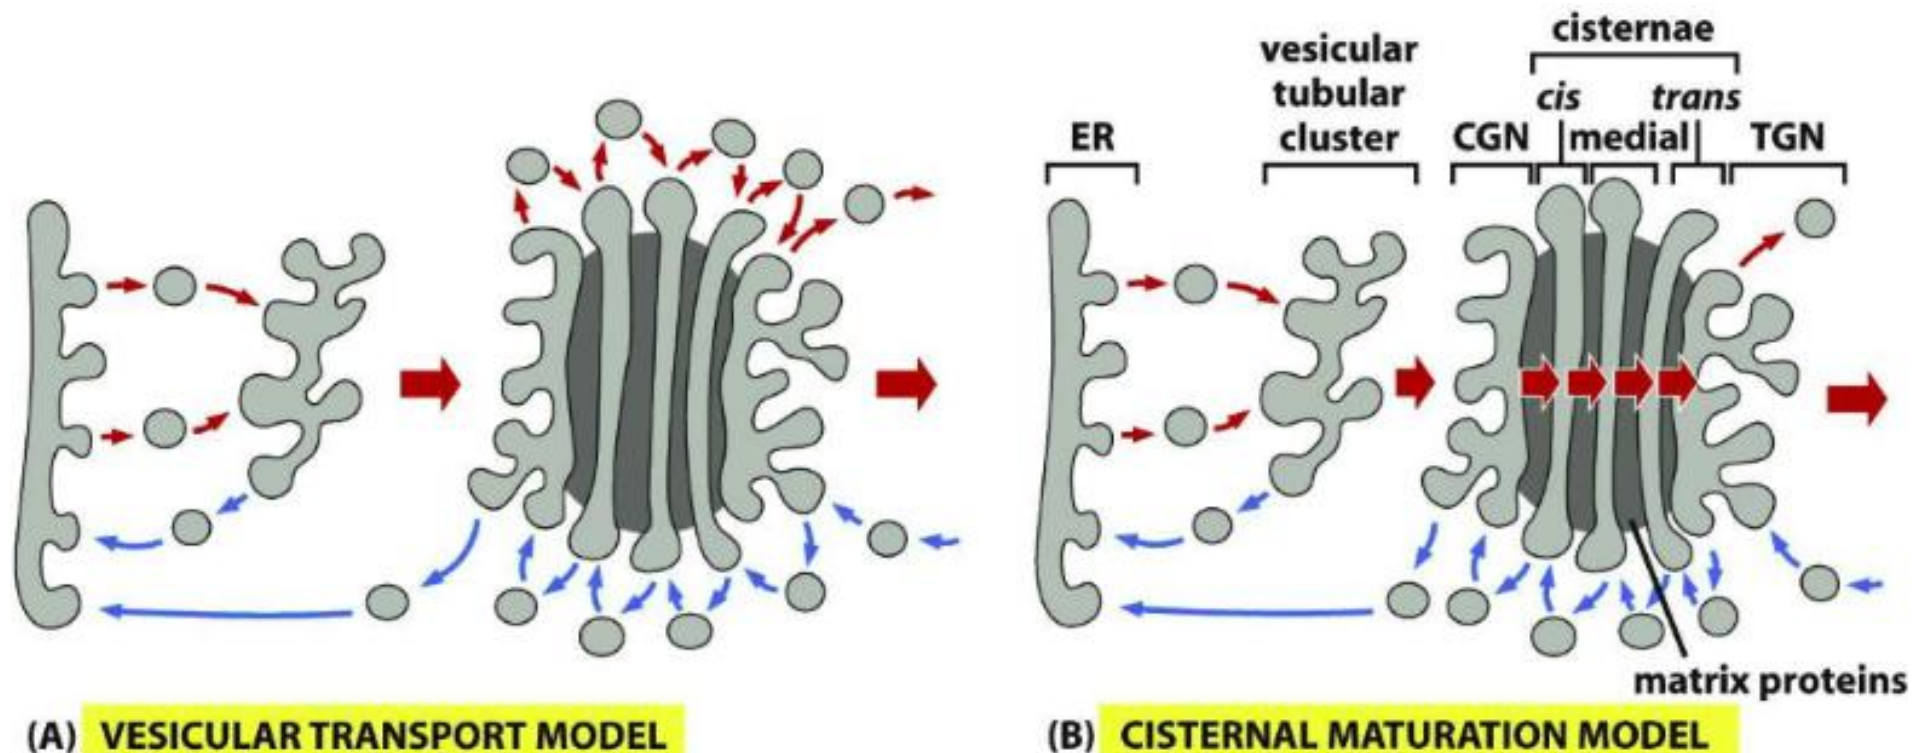 cisternae
vesicular
tubular
cluster
cis
trans
ER
CGN
medial
TGN
matrix proteins
(A) VESICULAR TRANSPORT MODEL
(B) CISTERNAL MATURATION MODEL